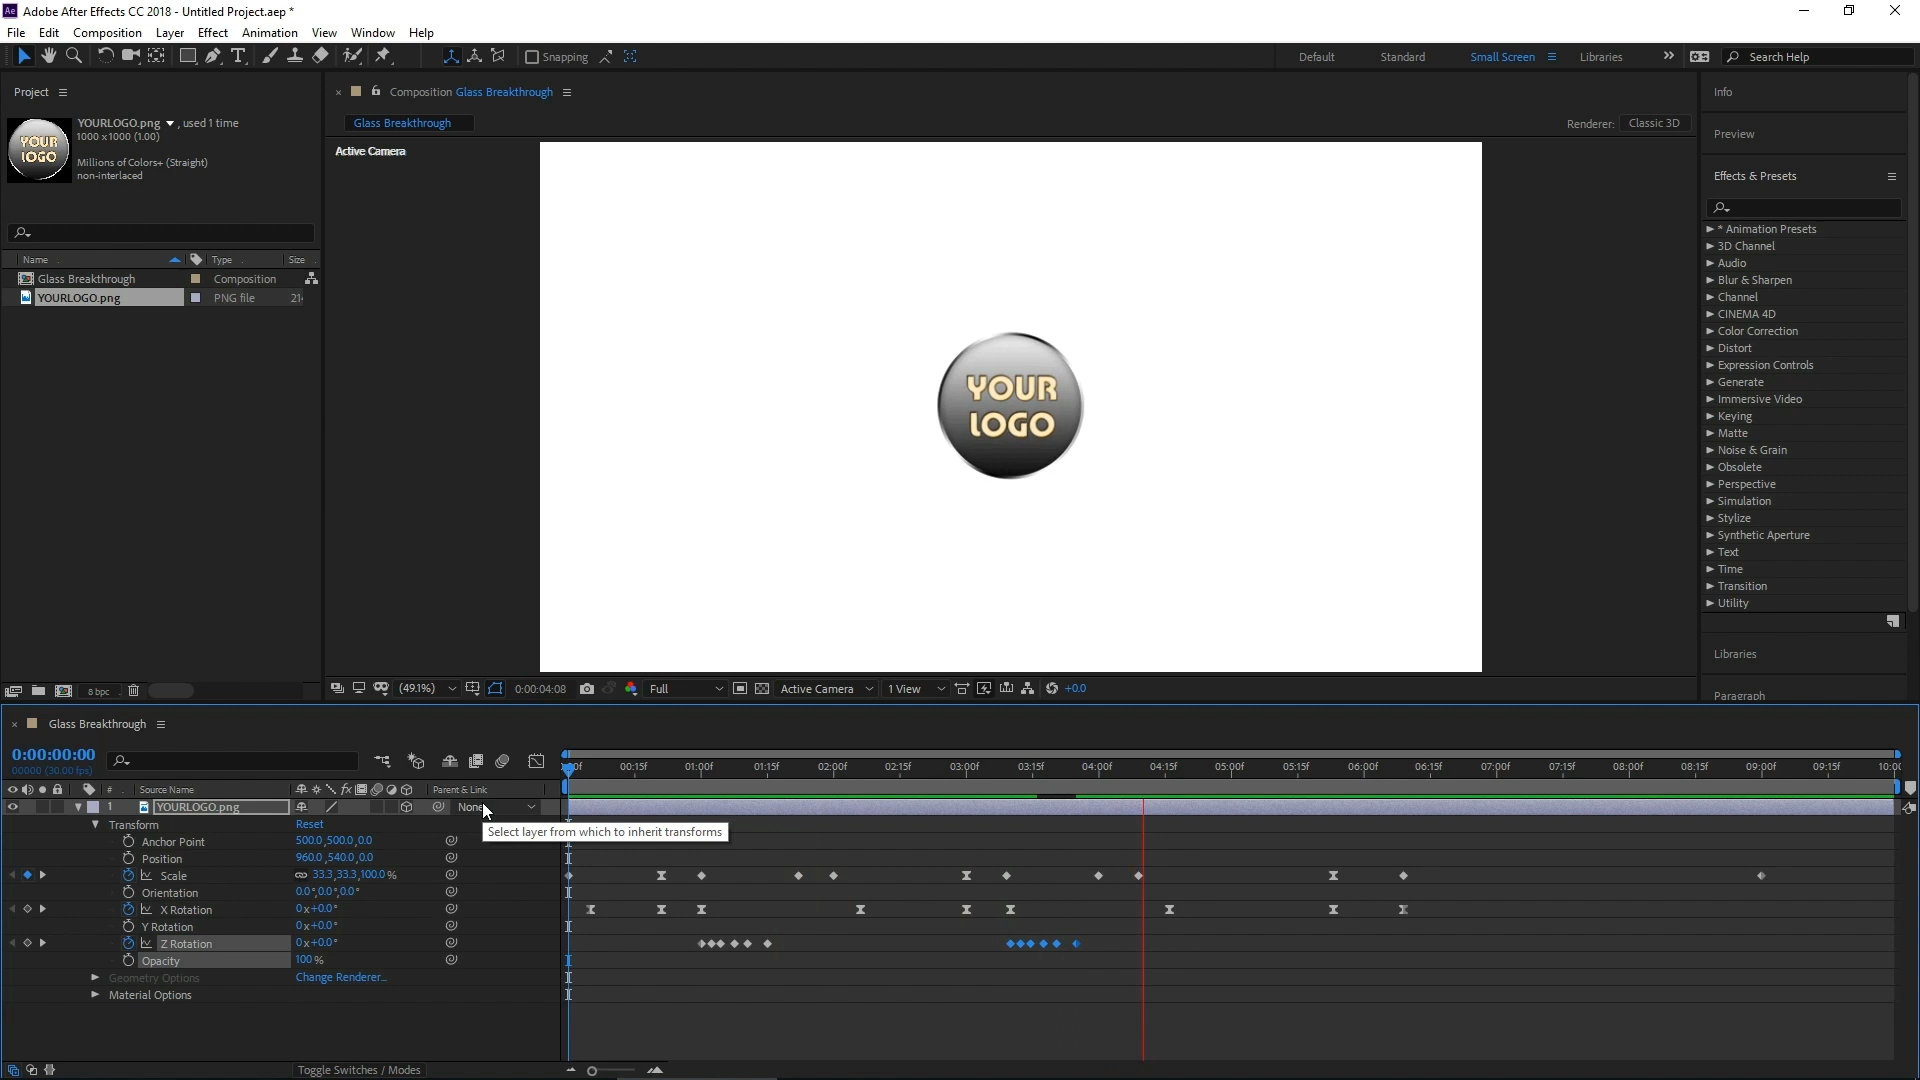 Ae Adobe After Effects CC 2018 - Untitled Project.aep *
File Edit Composition Layer Effect Animation View Window Help
Snapping Default Standard Small Screen Libraries Search Help
Project
YOURLOGO.png , used 1 time
1000 x 1000 (1.00)
Millions of Colors+ (Straight)
non-interlaced
YOUR
LOGO
Name Type Size
Glass Breakthrough Composition
YOURLOGO.png PNG file 214
8 bpc
Composition Glass Breakthrough
Glass Breakthrough
Renderer: Classic 3D
Active Camera
YOUR
LOGO
(49.1%) 0:00:04:08 Full Active Camera 1 View +0.0
Info
Preview
Effects & Presets
* Animation Presets
3D Channel
Audio
Blur & Sharpen
Channel
CINEMA 4D
Color Correction
Distort
Expression Controls
Generate
Immersive Video
Keying
Matte
Noise & Grain
Obsolete
Perspective
Simulation
Stylize
Synthetic Aperture
Text
Time
Transition
Utility
Libraries
Paragraph
Glass Breakthrough
0:00:00:00
00000 (30.00 fps)
00:15f 01:00f 01:15f 02:00f 02:15f 03:00f 03:15f 04:00f 04:15f 05:00f 05:15f 06:00f 06:15f 07:00f 07:15f 08:00f 08:15f 09:00f 09:15f 10:00
# Source Name fx Parent & Link
1 YOURLOGO.png None
Select layer from which to inherit transforms
Transform Reset
Anchor Point 500.0,500.0,0.0
Position 960.0,540.0,0.0
Scale 33.3,33.3,100.0%
Orientation 0.0°,0.0°,0.0°
X Rotation 0x+0.0°
Y Rotation 0x+0.0°
Z Rotation 0x+0.0°
Opacity 100%
Geometry Options Change Renderer...
Material Options
Toggle Switches / Modes